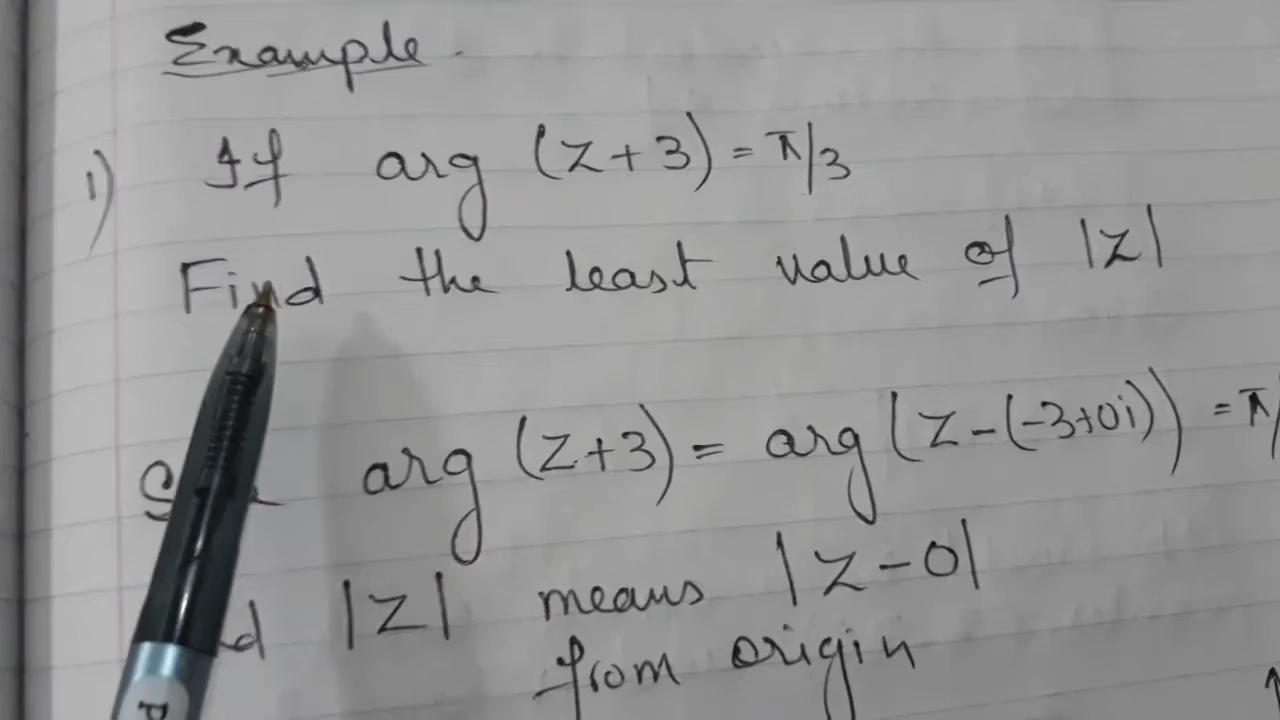 Example.
1) If arg (z+3) = π/3
Find the least value of |z|
arg (z+3) = arg (z-(-3+0i)) = π/
|z| means |z-0|
from origin
P